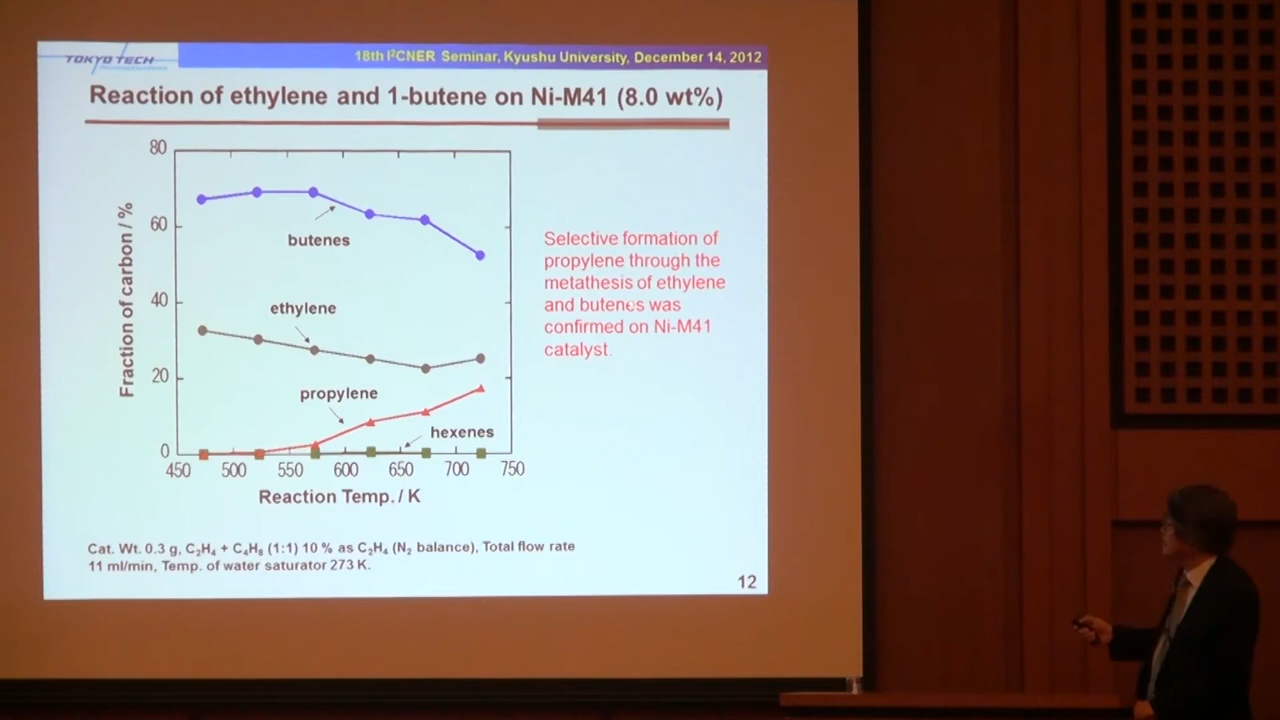 TOKYO TECH
18th I²CNER Seminar, Kyushu University, December 14, 2012
Reaction of ethylene and 1-butene on Ni-M41 (8.0 wt%)
80
60
40
20
0
Fraction of carbon / %
butenes
ethylene
propylene
hexenes
450 500 550 600 650 700 750
Reaction Temp. / K
Selective formation of
propylene through the
metathesis of ethylene
and butenes was
confirmed on Ni-M41
catalyst.
Cat. Wt. 0.3 g, C₂H₄ + C₄H₈ (1:1) 10 % as C₂H₄ (N₂ balance), Total flow rate
11 ml/min, Temp. of water saturator 273 K.
12